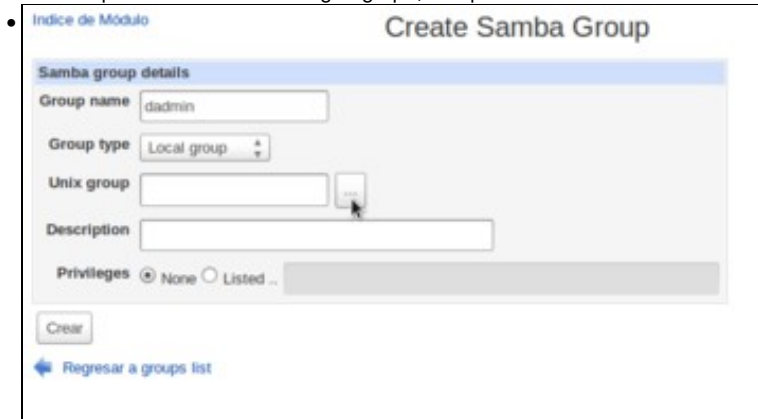 Indice de Módulo
Create Samba Group
Samba group details
Group name dadmin
Group type Local group
Unix group ...
Description
Privileges None Listed ..
Crear
Regresar a groups list